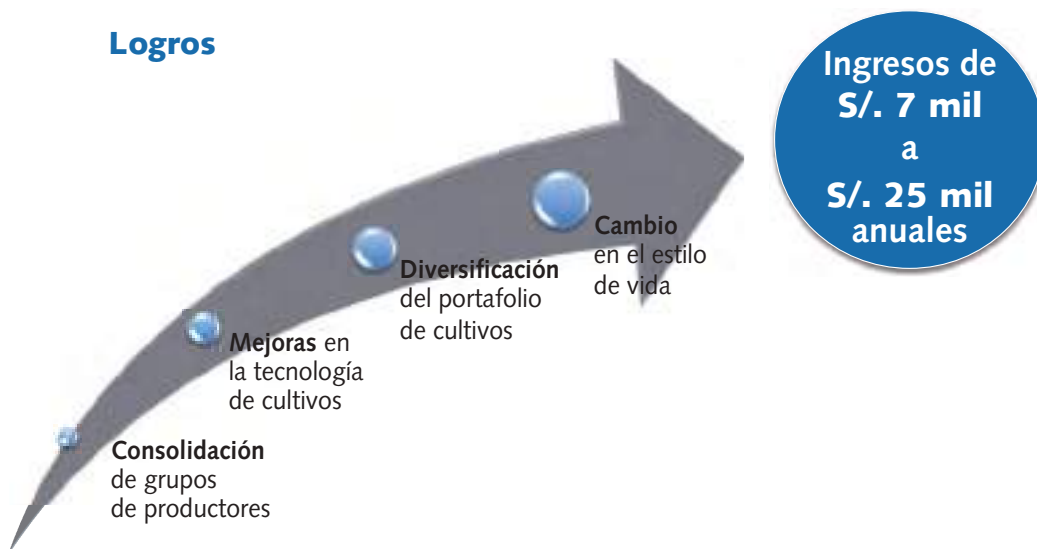 Logros
Ingresos de
S/. 7 mil
a
S/. 25 mil
anuales
Cambio
en el estilo
de vida
Diversificación
del portafolio
de cultivos
Mejoras en
la tecnología
de cultivos
Consolidación
de grupos
de productores